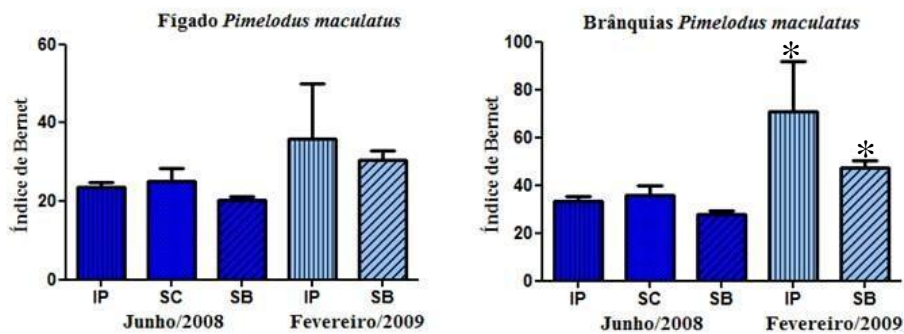 Fígado Pimelodus maculatus
Índice de Bernet
60
40
20
0
IP SC SB IP SB
Junho/2008 Fevereiro/2009
Brânquias Pimelodus maculatus
Índice de Bernet
100
80
60
40
20
0
* *
IP SC SB IP SB
Junho/2008 Fevereiro/2009